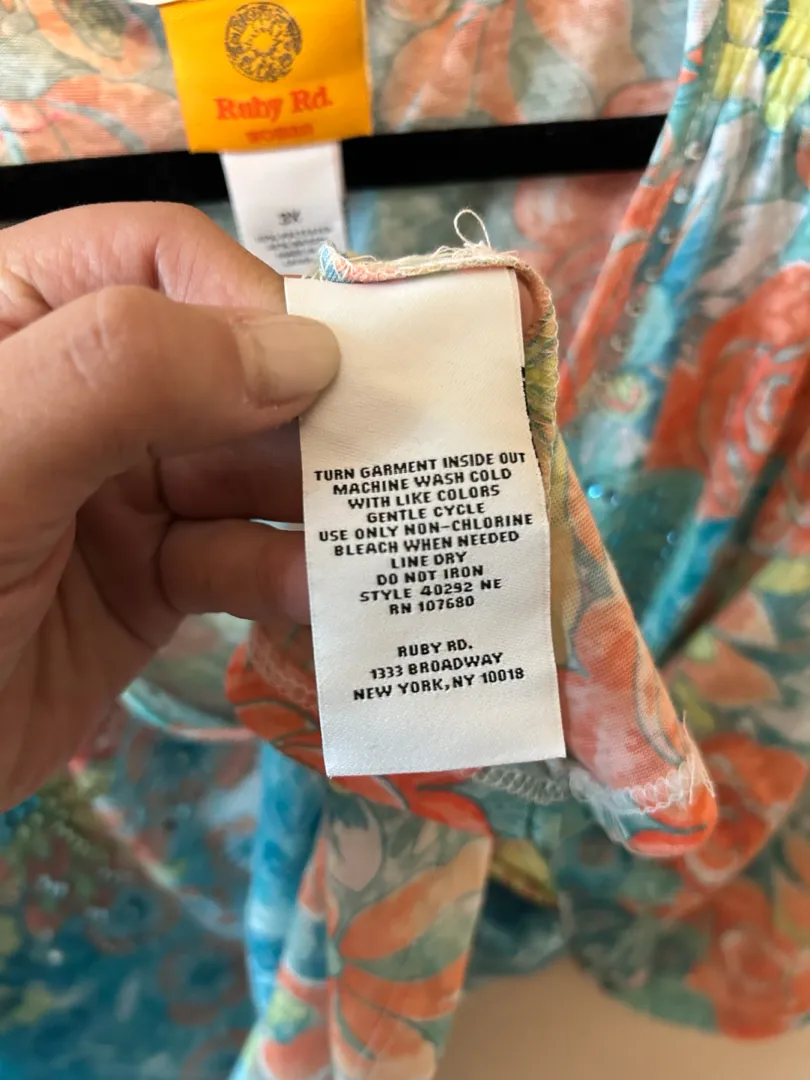 Ruby Rd.
WOMAN
TURN GARMENT INSIDE OUT
MACHINE WASH COLD
WITH LIKE COLORS
GENTLE CYCLE
USE ONLY NON-CHLORINE
BLEACH WHEN NEEDED
LINE DRY
DO NOT IRON
STYLE 40292 NE
RN 107680
RUBY RD.
1333 BROADWAY
NEW YORK,NY 10018